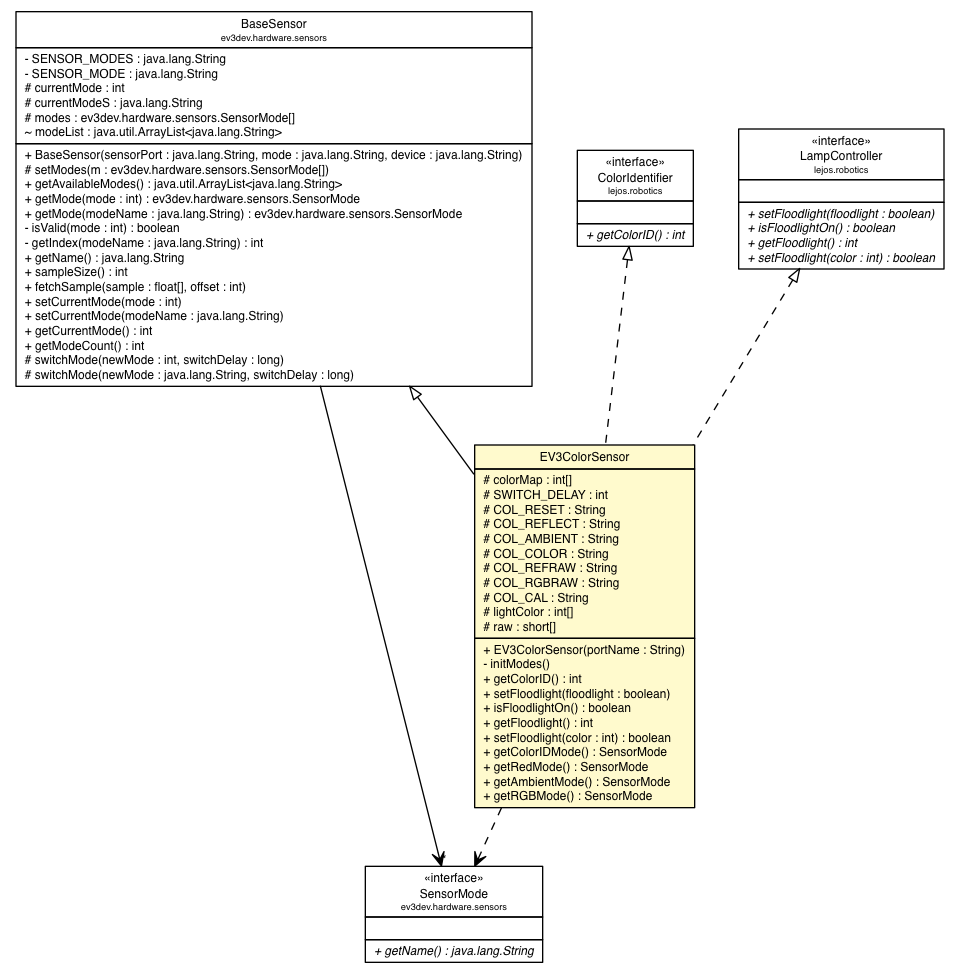 BaseSensor
ev3dev.hardware.sensors
- SENSOR_MODES : java.lang.String
- SENSOR_MODE : java.lang.String
# currentMode : int
# currentModeS : java.lang.String
# modes : ev3dev.hardware.sensors.SensorMode[]
~ modeList : java.util.ArrayList<java.lang.String>
+ BaseSensor(sensorPort : java.lang.String, mode : java.lang.String, device : java.lang.String)
# setModes(m : ev3dev.hardware.sensors.SensorMode[])
+ getAvailableModes() : java.util.ArrayList<java.lang.String>
+ getMode(mode : int) : ev3dev.hardware.sensors.SensorMode
+ getMode(modeName : java.lang.String) : ev3dev.hardware.sensors.SensorMode
- isValid(mode : int) : boolean
- getIndex(modeName : java.lang.String) : int
+ getName() : java.lang.String
+ sampleSize() : int
+ fetchSample(sample : float[], offset : int)
+ setCurrentMode(mode : int)
+ setCurrentMode(modeName : java.lang.String)
+ getCurrentMode() : int
+ getModeCount() : int
# switchMode(newMode : int, switchDelay : long)
# switchMode(newMode : java.lang.String, switchDelay : long)
«interface»
ColorIdentifier
lejos.robotics
+ getColorID() : int
«interface»
LampController
lejos.robotics
+ setFloodlight(floodlight : boolean)
+ isFloodlightOn() : boolean
+ getFloodlight() : int
+ setFloodlight(color : int) : boolean
EV3ColorSensor
# colorMap : int[]
# SWITCH_DELAY : int
# COL_RESET : String
# COL_REFLECT : String
# COL_AMBIENT : String
# COL_COLOR : String
# COL_REFRAW : String
# COL_RGBRAW : String
# COL_CAL : String
# lightColor : int[]
# raw : short[]
+ EV3ColorSensor(portName : String)
- initModes()
+ getColorID() : int
+ setFloodlight(floodlight : boolean)
+ isFloodlightOn() : boolean
+ getFloodlight() : int
+ setFloodlight(color : int) : boolean
+ getColorIDMode() : SensorMode
+ getRedMode() : SensorMode
+ getAmbientMode() : SensorMode
+ getRGBMode() : SensorMode
«interface»
SensorMode
ev3dev.hardware.sensors
+ getName() : java.lang.String